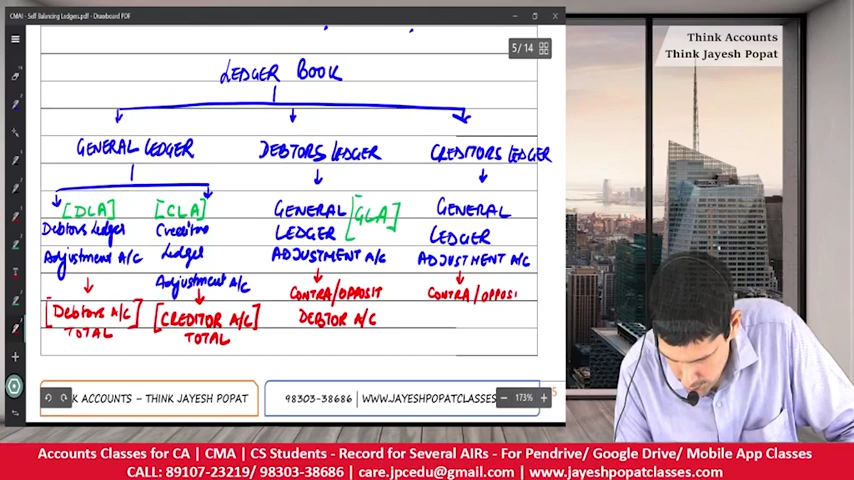 CMAI - Self Balancing Ledgers.pdf - Drawboard PDF
5/14
Think Accounts
Think Jayesh Popat
LEDGER BOOK
GENERAL LEDGER
DEBTORS LEDGER
CREDITORS LEDGER
[DLA]
Debtors Ledger
Adjustment A/C
[Debtors A/C]
TOTAL
[CLA]
Creditors
Ledger
Adjustment A/C
[CREDITOR A/C]
TOTAL
GENERAL [GLA]
LEDGER
ADJUSTMENT A/C
CONTRA/OPPOSIT
DEBTOR A/C
GENERAL
LEDGER
ADJUSTMENT A/C
CONTRA/OPPOSI
K ACCOUNTS – THINK JAYESH POPAT
98303-38686 | WWW.JAYESHPOPATCLASSES
173%
5
Accounts Classes for CA | CMA | CS Students - Record for Several AIRs - For Pendrive/ Google Drive/ Mobile App Classes
CALL: 89107-23219/ 98303-38686 | care.jpcedu@gmail.com | www.jayeshpopatclasses.com